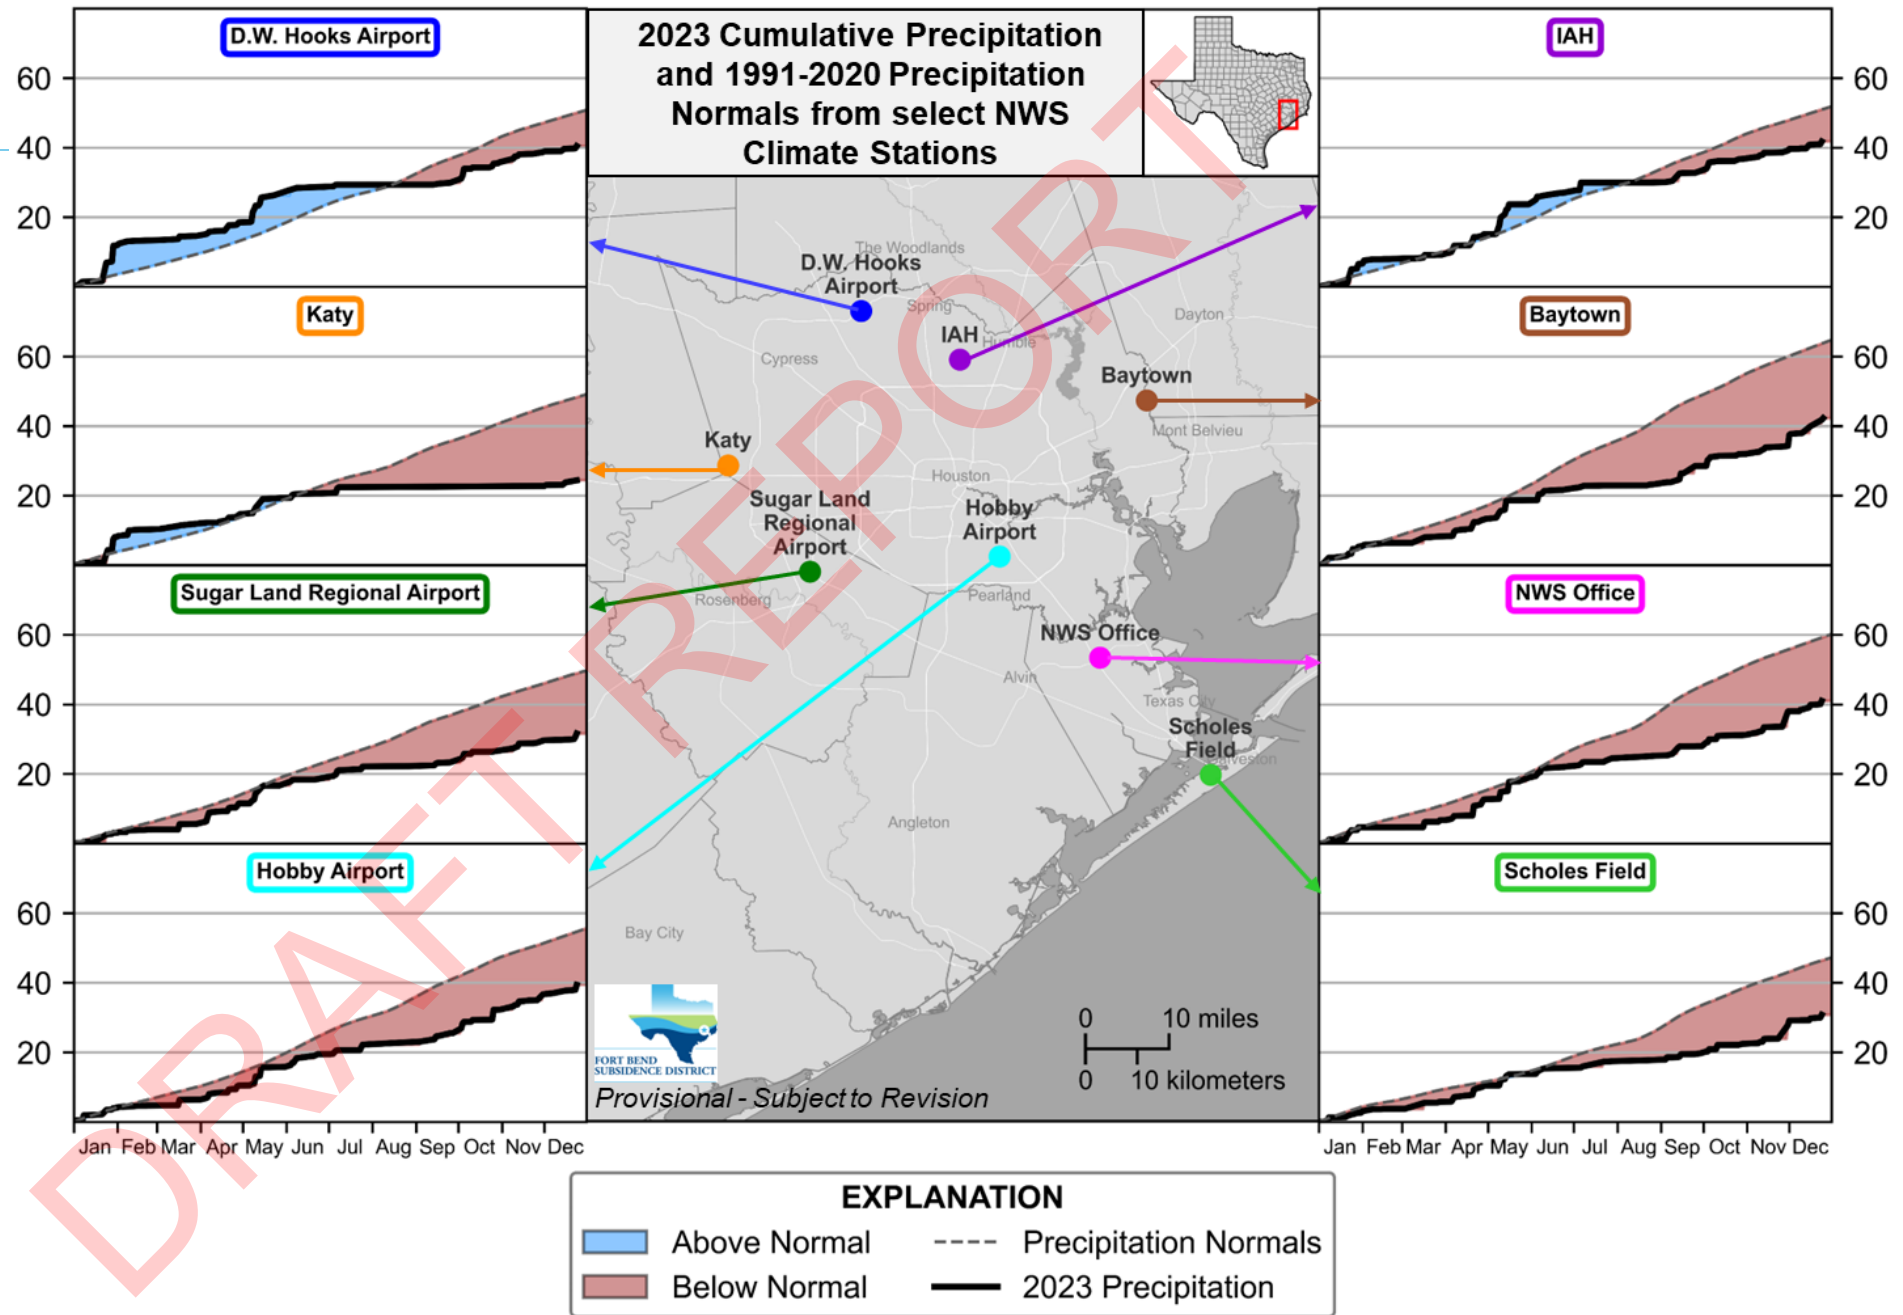 2023 Cumulative Precipitation
and 1991-2020 Precipitation
Normals from select NWS
Climate Stations
D.W. Hooks Airport
60
40
20
Katy
60
40
20
Sugar Land Regional Airport
60
40
20
Hobby Airport
60
40
20
Jan Feb Mar Apr May Jun Jul Aug Sep Oct Nov Dec
The Woodlands
D.W. Hooks
Airport
Spring
IAH
Humble
Dayton
Cypress
Baytown
Mont Belvieu
Katy
Houston
Sugar Land
Regional
Airport
Hobby
Airport
Rosenberg
Pearland
NWS Office
Alvin
Texas City
Scholes
Field
Galveston
Angleton
Bay City
FORT BEND
SUBSIDENCE DISTRICT
Provisional - Subject to Revision
0 10 miles
0 10 kilometers
IAH
60
40
20
Baytown
60
40
20
NWS Office
60
40
20
Scholes Field
60
40
20
Jan Feb Mar Apr May Jun Jul Aug Sep Oct Nov Dec
EXPLANATION
Above Normal
Precipitation Normals
Below Normal
2023 Precipitation
DRAFT REPORT